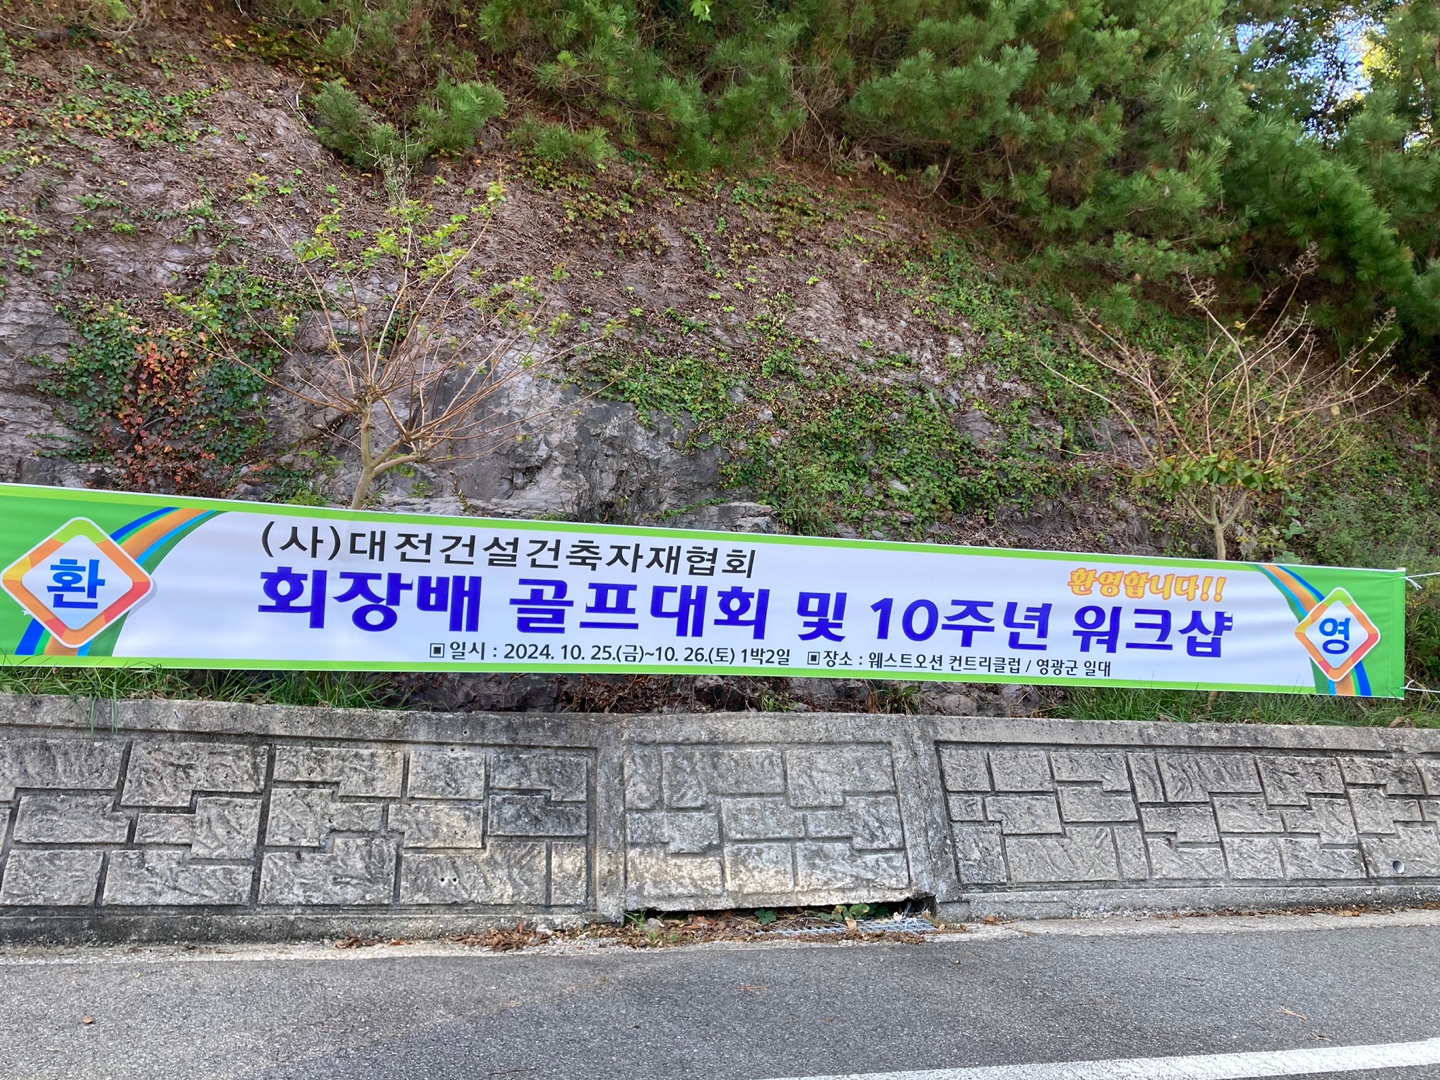 환
(사)대전건설건축자재협회
환영합니다!!
회장배 골프대회 및 10주년 워크샵
▣일시 : 2024. 10. 25.(금)~10. 26.(토) 1박2일 ▣장소 : 웨스트오션 컨트리클럽 / 영광군 일대
영